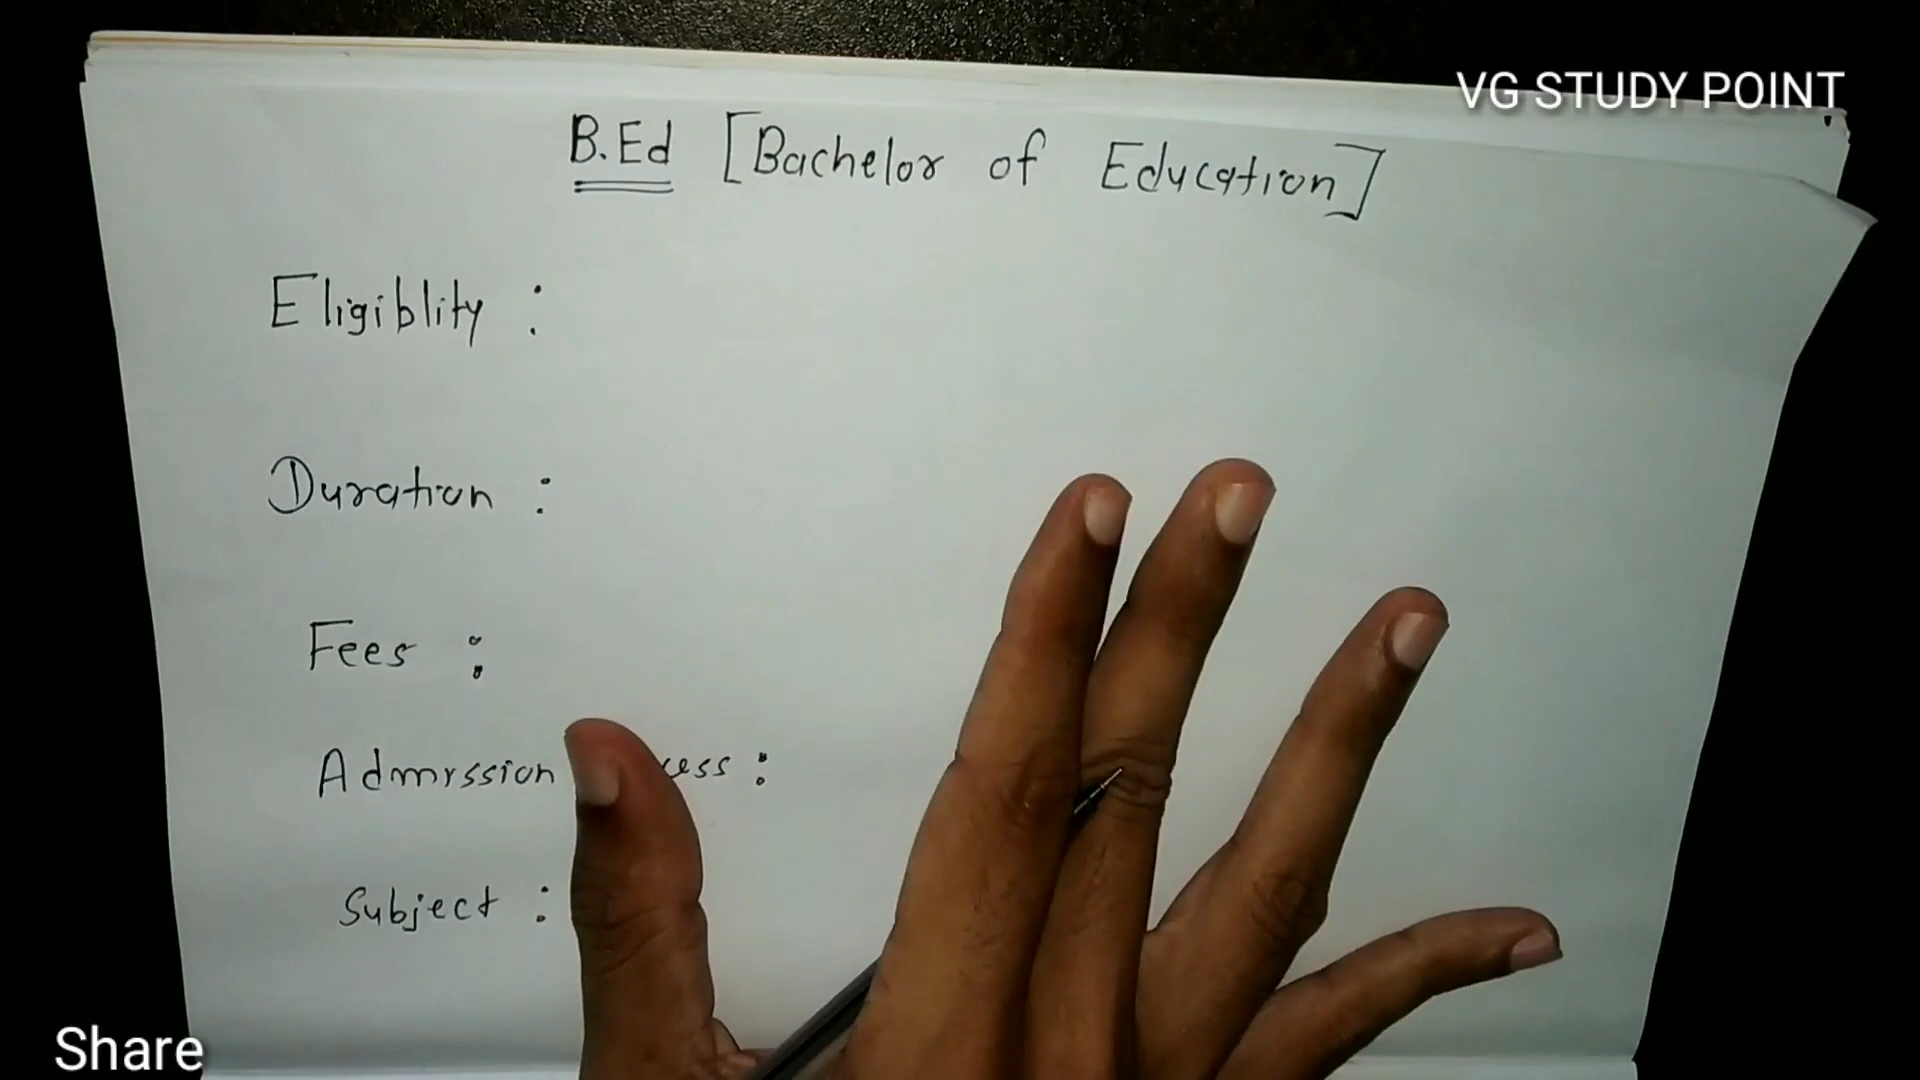 VG STUDY POINT
B.Ed [Bachelor of Education]
Eligiblity :
Duration :
Fees :
Admission :
Subject :
Share